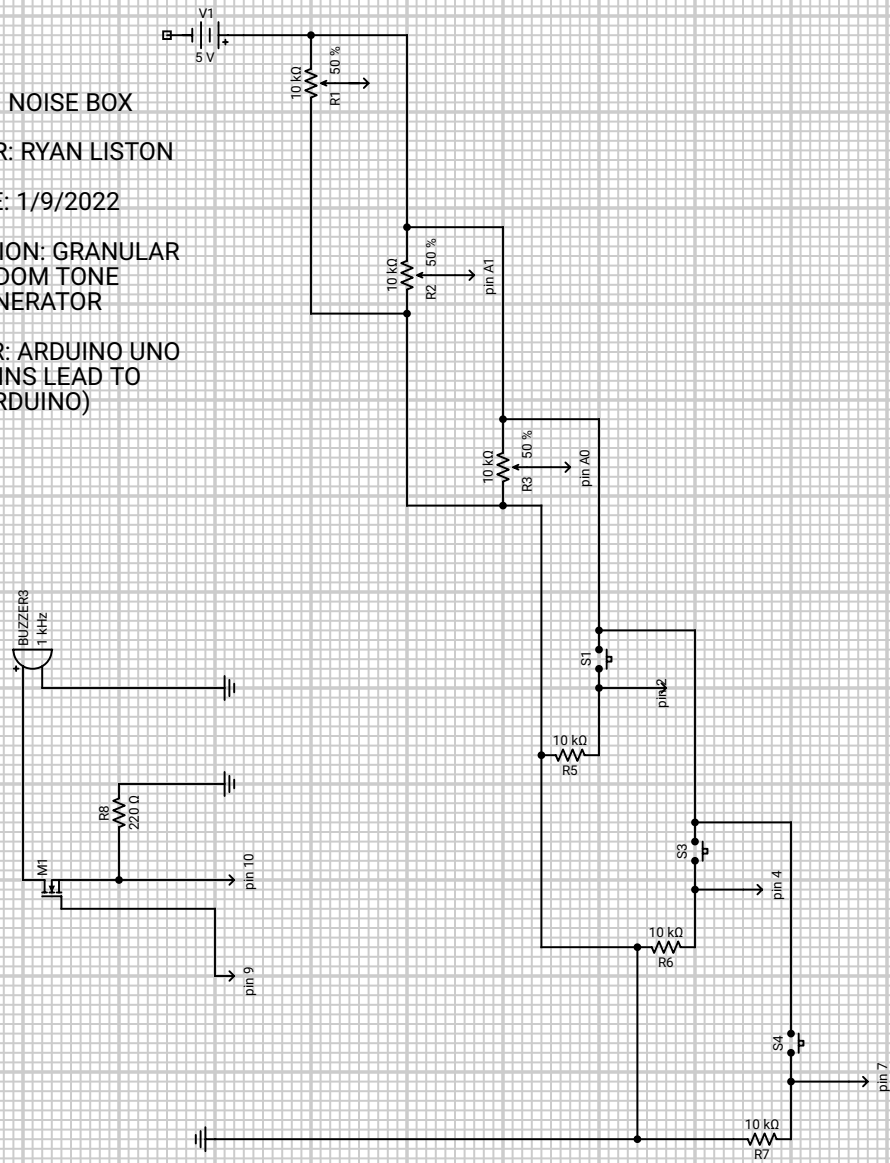 V1
5 V
NOISE BOX
R: RYAN LISTON
E: 1/9/2022
ION: GRANULAR
DOM TONE
NERATOR
R: ARDUINO UNO
INS LEAD TO
RDUINO)
10 kΩ
50 %
R1
10 kΩ
50 %
R2
pin A1
10 kΩ
50 %
R3
pin A0
BUZZER3
1 kHz
S1
pin 2
10 kΩ
R5
R8
220 Ω
M1
pin 10
pin 9
S3
pin 4
10 kΩ
R6
S4
pin 7
10 kΩ
R7